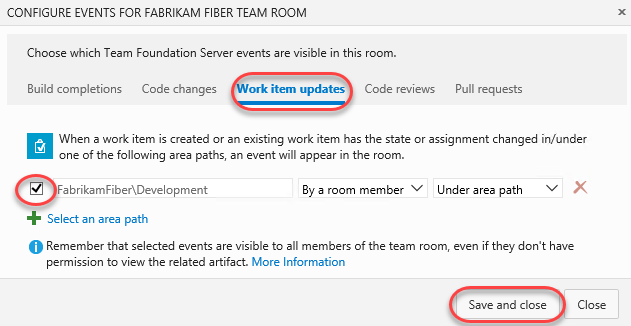 CONFIGURE EVENTS FOR FABRIKAM FIBER TEAM ROOM
Choose which Team Foundation Server events are visible in this room.
Build completions Code changes Work item updates Code reviews Pull requests
When a work item is created or an existing work item has the state or assignment changed in/under
one of the following area paths, an event will appear in the room.
FabrikamFiber\Development By a room member Under area path
Select an area path
Remember that selected events are visible to all members of the team room, even if they don't have
permission to view the related artifact. More Information
Save and close Close